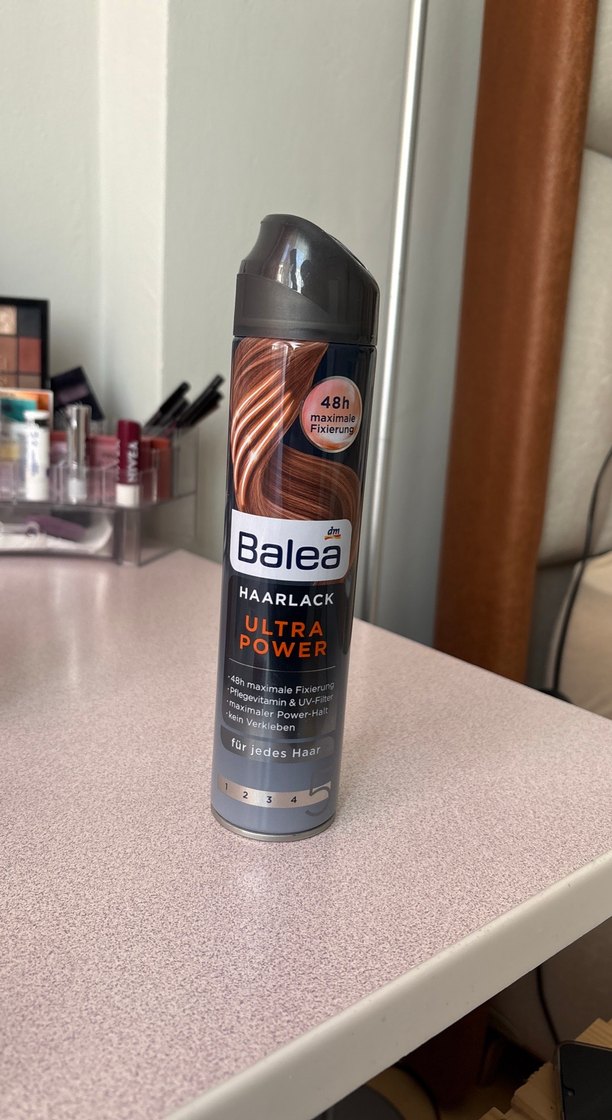 48h
maximale
Fixierung
dm
Balea
HAARLACK
ULTRA
POWER
·48h maximale Fixierung
·Pflegevitamin & UV-Filter
·maximaler Power-Halt
·kein Verkleben
für jedes Haar
1 2 3 4 5
NIVEA